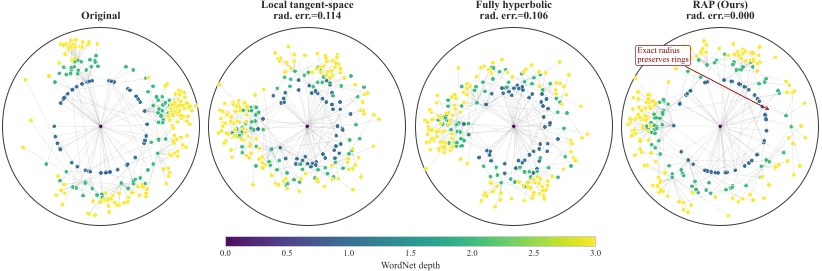 Original
Local tangent-space
rad. err.=0.114
Fully hyperbolic
rad. err.=0.106
RAP (Ours)
rad. err.=0.000
Exact radius
preserves rings
0.0 0.5 1.0 1.5 2.0 2.5 3.0
WordNet depth